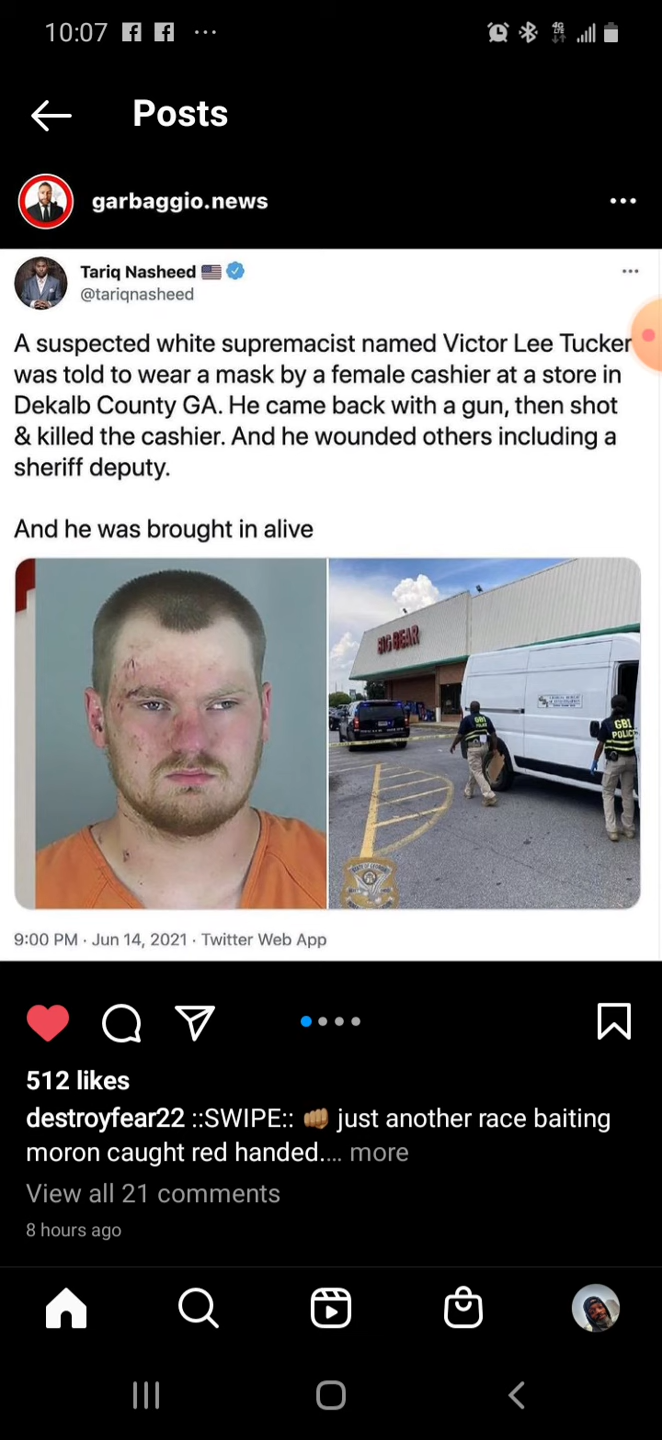 10:07
4G
LTE
Posts
garbaggio.news
Tariq Nasheed
@tariqnasheed
A suspected white supremacist named Victor Lee Tucker
was told to wear a mask by a female cashier at a store in
Dekalb County GA. He came back with a gun, then shot
& killed the cashier. And he wounded others including a
sheriff deputy.
And he was brought in alive
BIG BEAR
GBI
POLICE
GBI
9:00 PM · Jun 14, 2021 · Twitter Web App
512 likes
destroyfear22 ::SWIPE:: 👊🏽 just another race baiting
moron caught red handed.... more
View all 21 comments
8 hours ago